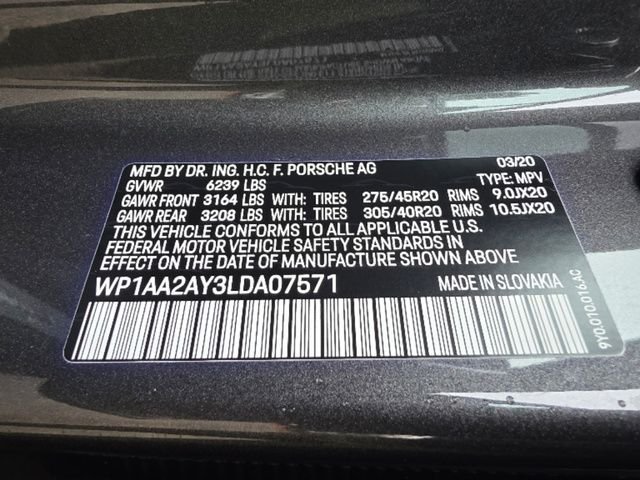 MFD BY DR. ING. H.C. F. PORSCHE AG 03/20
GVWR 6239 LBS TYPE: MPV
GAWR FRONT 3164 LBS WITH: TIRES 275/45R20 RIMS 9.0JX20
GAWR REAR 3208 LBS WITH: TIRES 305/40R20 RIMS 10.5JX20
THIS VEHICLE CONFORMS TO ALL APPLICABLE U.S.
FEDERAL MOTOR VEHICLE SAFETY STANDARDS IN
EFFECT ON THE DATE OF MANUFACTURE SHOWN ABOVE
WP1AA2AY3LDA07571 MADE IN SLOVAKIA
9Y0.010.016.AC